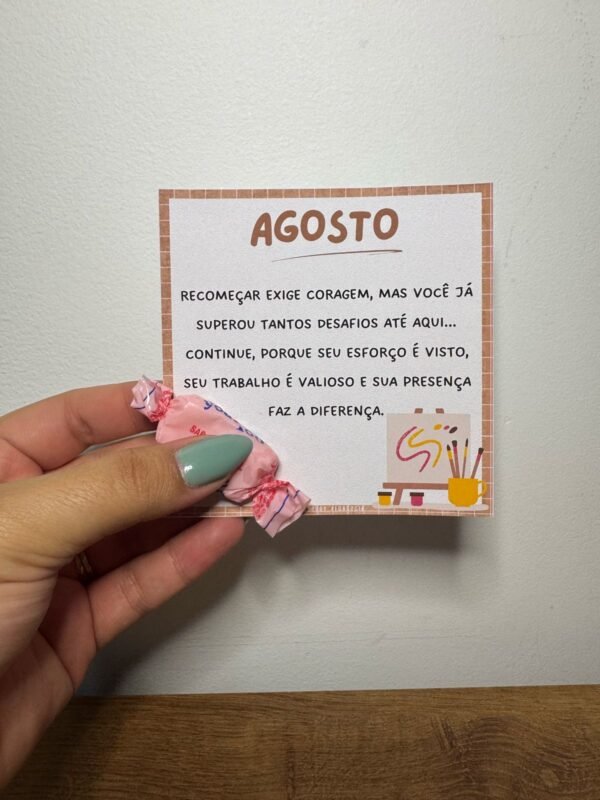 AGOSTO
RECOMEÇAR EXIGE CORAGEM, MAS VOCÊ JÁ
SUPEROU TANTOS DESAFIOS ATÉ AQUI...
CONTINUE, PORQUE SEU ESFORÇO É VISTO,
SEU TRABALHO É VALIOSO E SUA PRESENÇA
FAZ A DIFERENÇA.